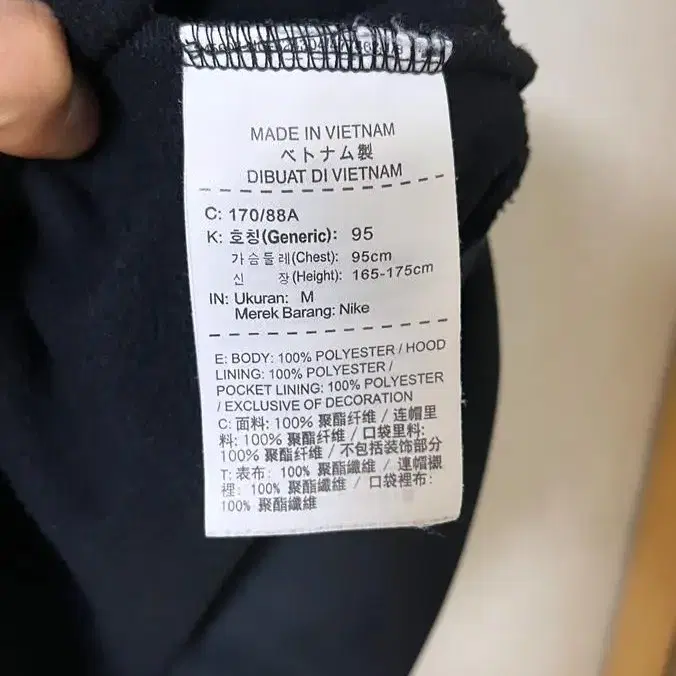 MADE IN VIETNAM
ベトナム製
DIBUAT DI VIETNAM
C: 170/88A
K: 호칭(Generic): 95
가슴둘레(Chest): 95cm
신 장(Height): 165-175cm
IN: Ukuran: M
Merek Barang: Nike
E: BODY: 100% POLYESTER / HOOD
LINING: 100% POLYESTER /
POCKET LINING: 100% POLYESTER
/ EXCLUSIVE OF DECORATION
C: 面料: 100% 聚酯纤维 / 连帽里
料: 100% 聚酯纤维 / 口袋里料:
100% 聚酯纤维 / 不包括装饰部分
T: 表布: 100% 聚酯纖維 / 連帽襯
裡: 100% 聚酯纖維 / 口袋裡布:
100% 聚酯纖維